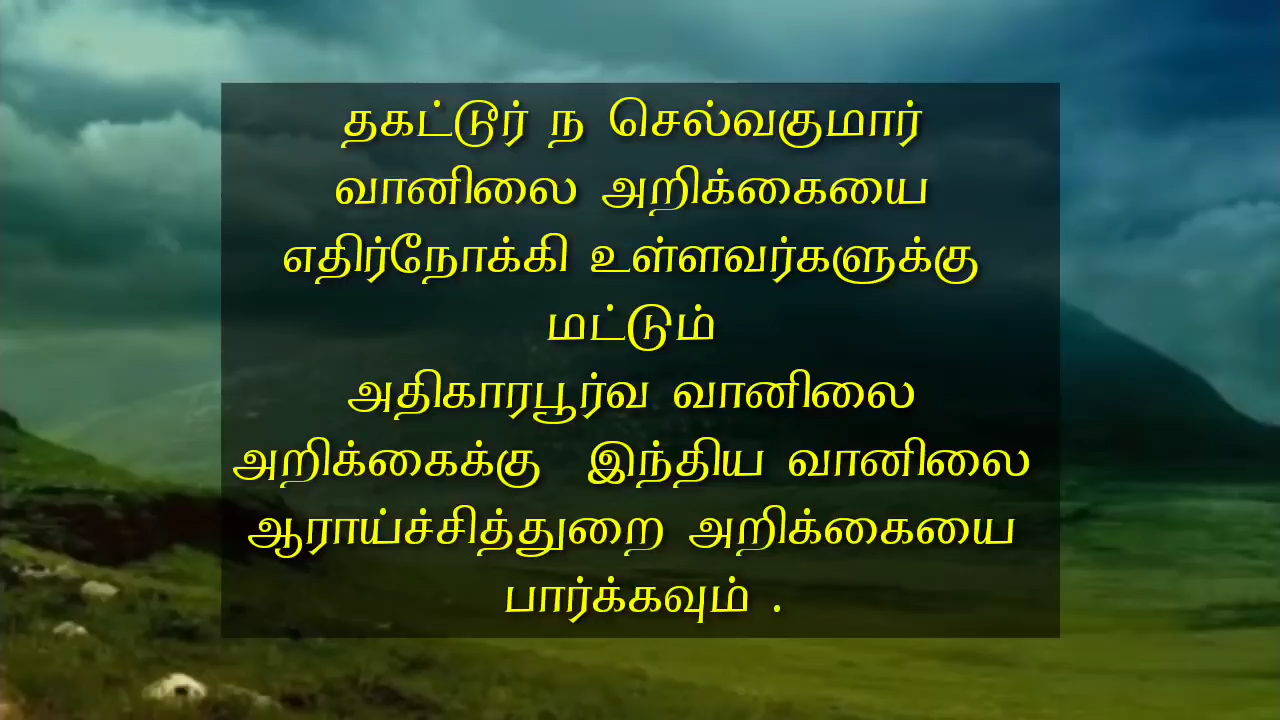 தகட்டூர் ந செல்வகுமார்
வானிலை அறிக்கையை
எதிர்நோக்கி உள்ளவர்களுக்கு
மட்டும்
அதிகாரபூர்வ வானிலை
அறிக்கைக்கு இந்திய வானிலை
ஆராய்ச்சித்துறை அறிக்கையை
பார்க்கவும் .